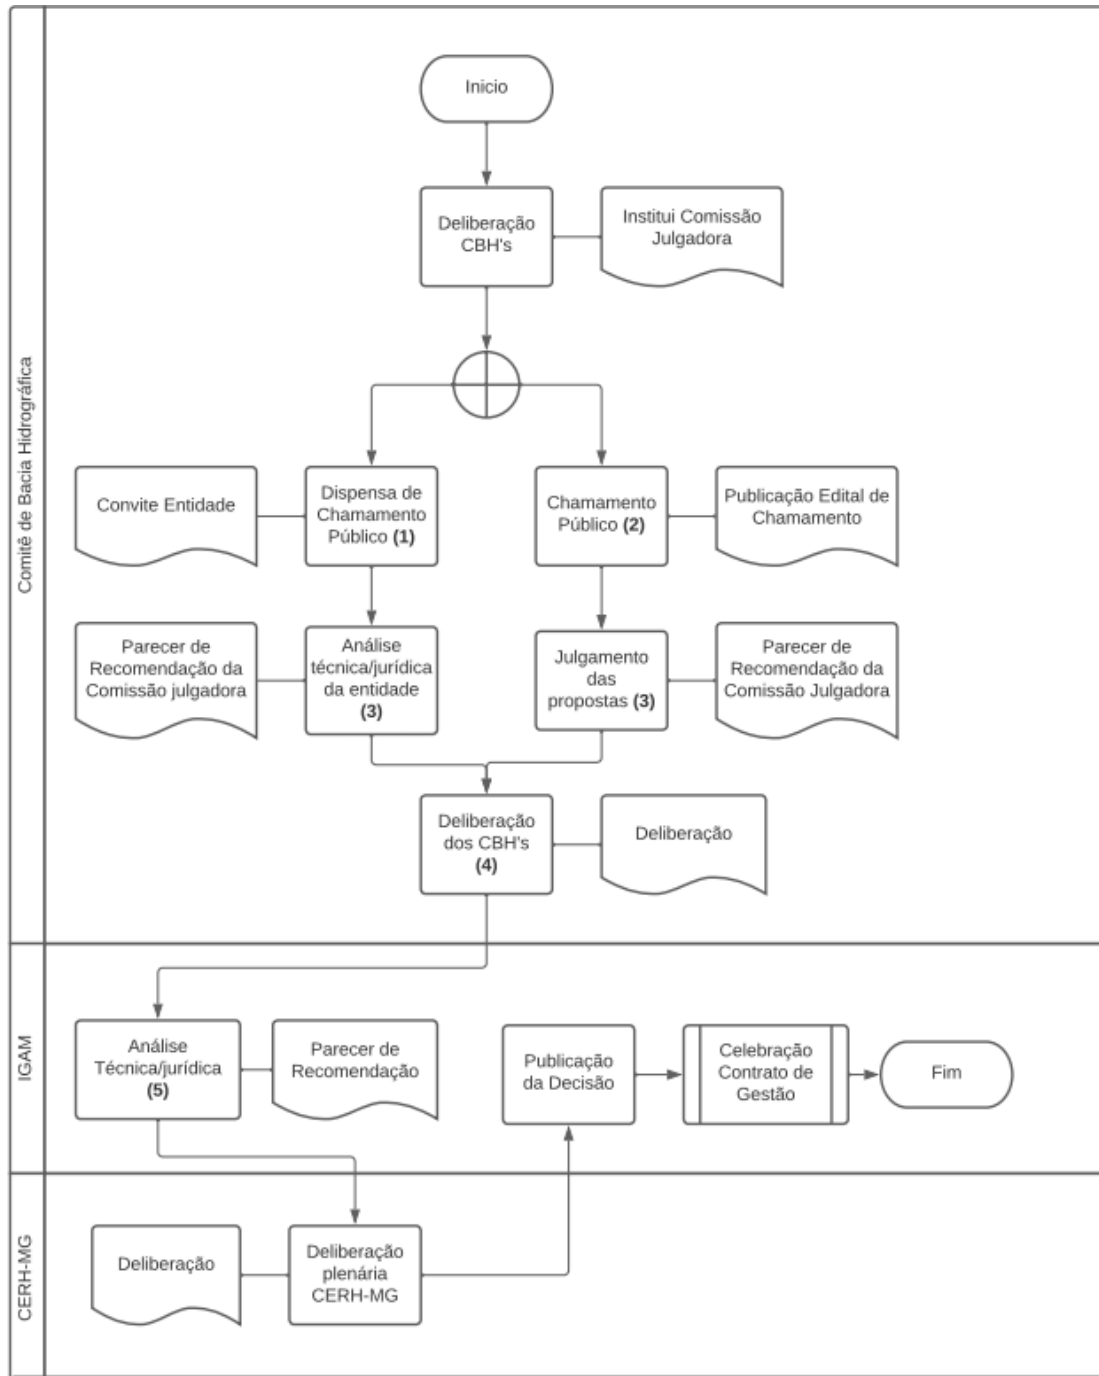 Comitê de Bacia Hidrográfica
Inicio
Deliberação
CBH's
Institui Comissão
Julgadora
Convite Entidade
Dispensa de
Chamamento
Público (1)
Chamamento
Público (2)
Publicação Edital de
Chamamento
Parecer de
Recomendação da
Comissão julgadora
Análise
técnica/jurídica
da entidade
(3)
Julgamento
das
propostas (3)
Parecer de
Recomendação da
Comissão Julgadora
Deliberação
dos CBH's
(4)
Deliberação
IGAM
Análise
Técnica/jurídica
(5)
Parecer de
Recomendação
Publicação
da Decisão
Celebração
Contrato de
Gestão
Fim
CERH-MG
Deliberação
Deliberação
plenária
CERH-MG